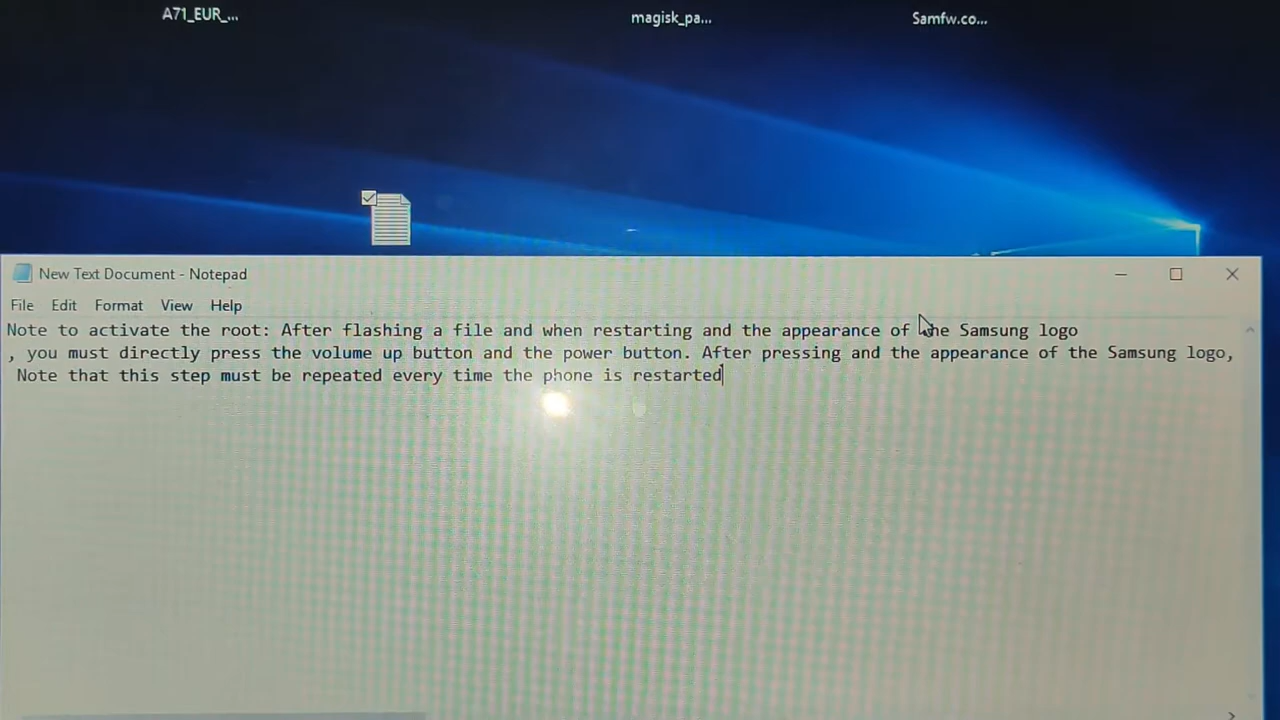 A71_EUR_...
magisk_pa...
Samfw.co...
New Text Document - Notepad
File Edit Format View Help
Note to activate the root: After flashing a file and when restarting and the appearance of the Samsung logo
, you must directly press the volume up button and the power button. After pressing and the appearance of the Samsung logo,
Note that this step must be repeated every time the phone is restarted